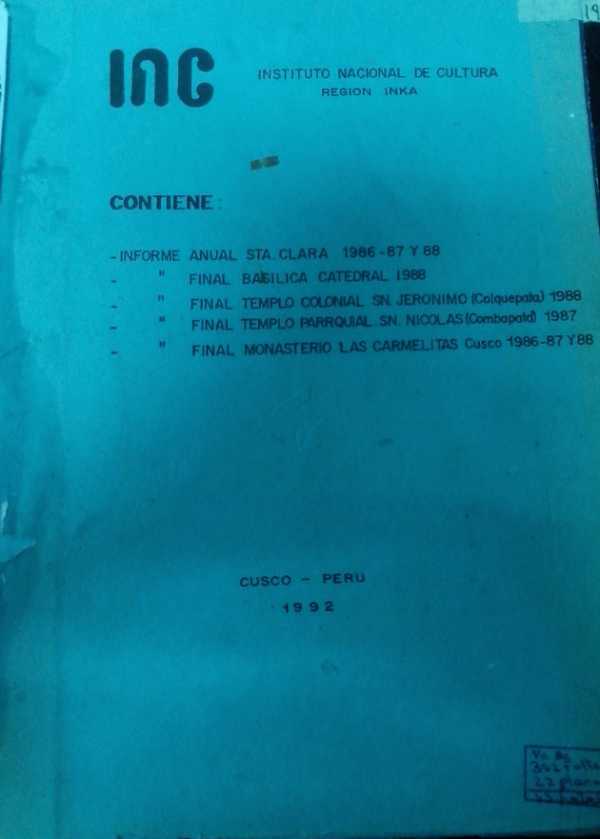 19
INC
INSTITUTO NACIONAL DE CULTURA
REGION INKA
CONTIENE:
- INFORME ANUAL STA. CLARA 1986-87 Y 88
- " FINAL BASILICA CATEDRAL 1988
- " FINAL TEMPLO COLONIAL SN. JERONIMO (Colquepata) 1988
- " FINAL TEMPLO PARRQUIAL SN. NICOLAS (Combapata) 1987
- " FINAL MONASTERIO LAS CARMELITAS Cusco 1986-87 Y 88
CUSCO - PERU
1992
22